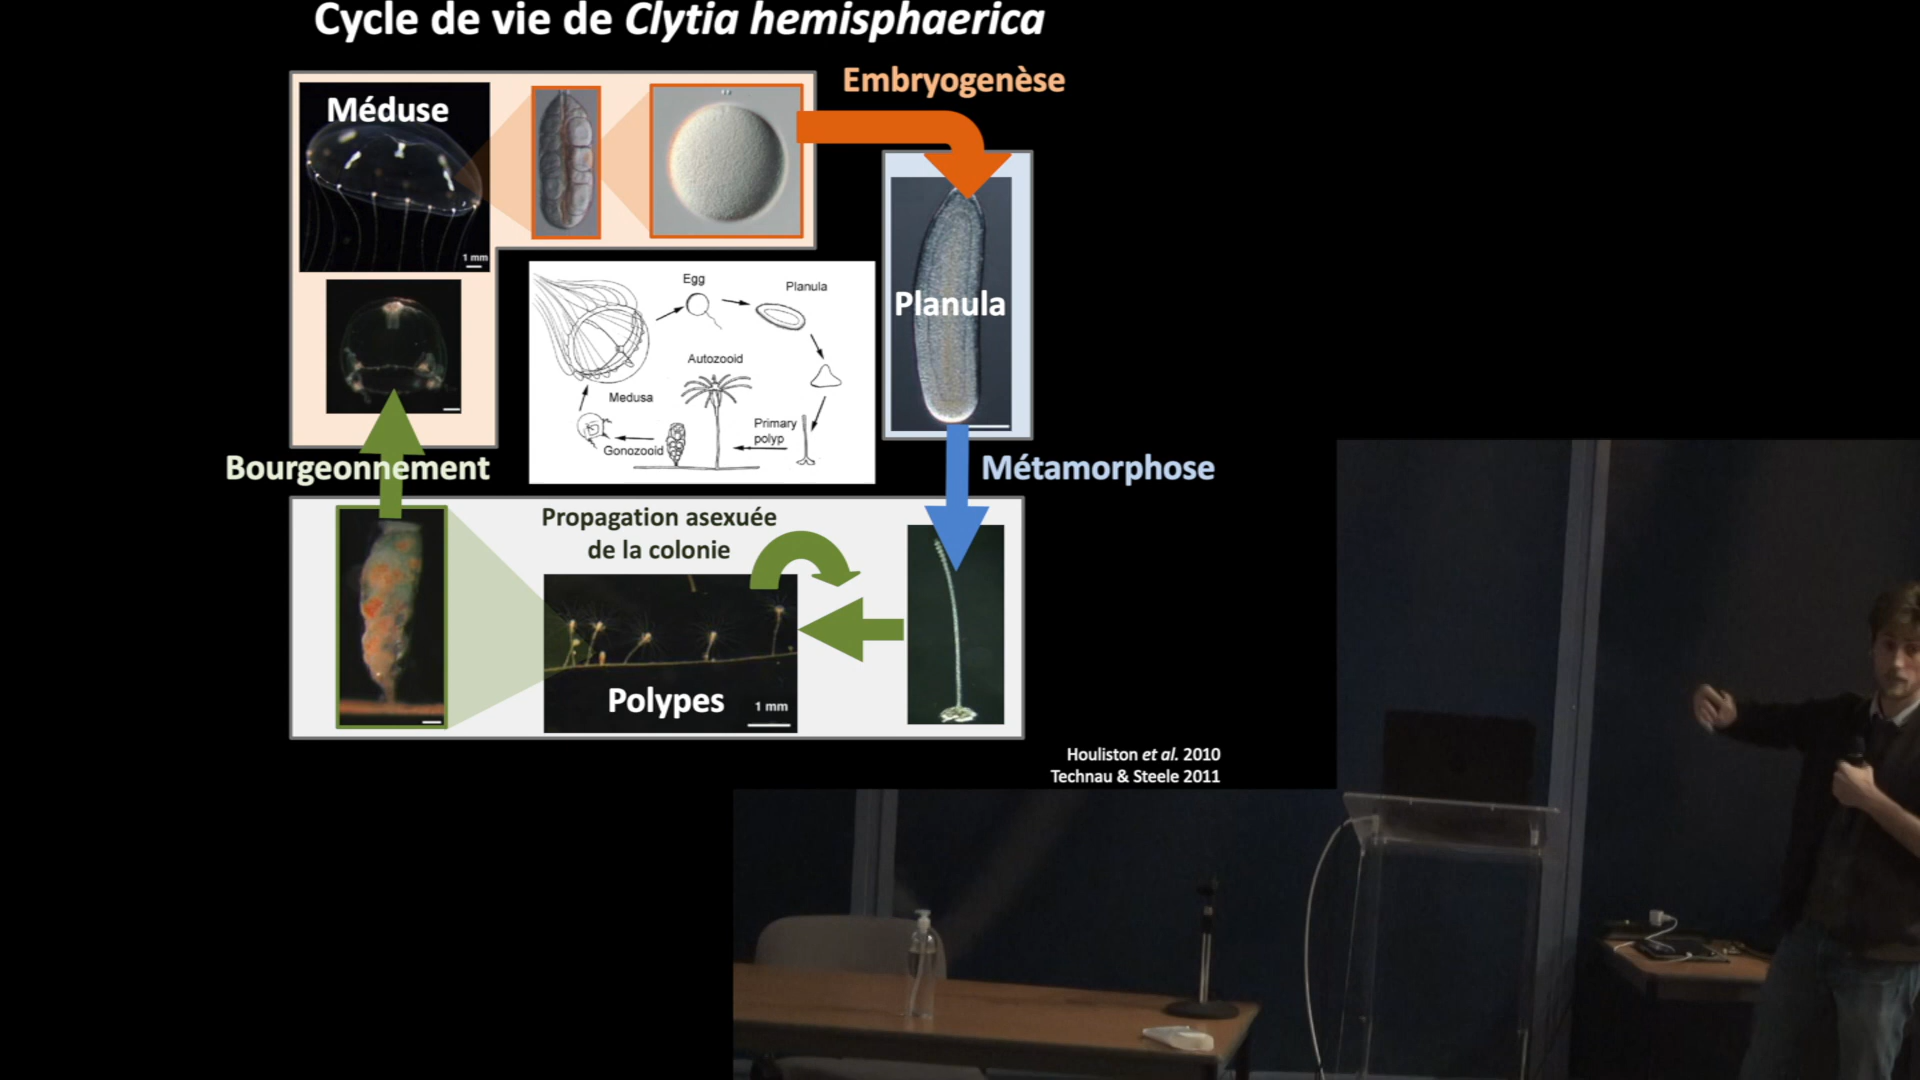 Cycle de vie de Clytia hemisphaerica
Embryogenèse
Méduse
1 mm
Planula
Egg
Planula
Autozooid
Medusa
Primary
polyp
Gonozooid
Bourgeonnement
Métamorphose
Propagation asexuée
de la colonie
Polypes
1 mm
Houliston et al. 2010
Technau & Steele 2011